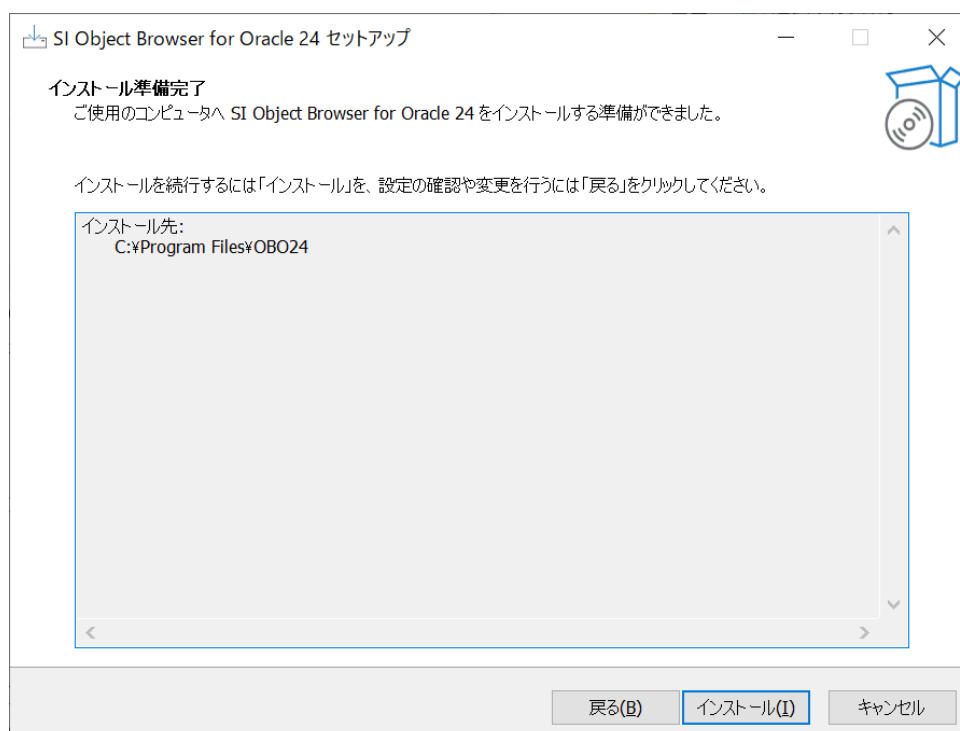 SI Object Browser for Oracle 24 セットアップ
インストール準備完了
ご使用のコンピュータへ SI Object Browser for Oracle 24 をインストールする準備ができました。
インストールを続行するには「インストール」を、設定の確認や変更を行うには「戻る」をクリックしてください。
インストール先:
C:¥Program Files¥OBO24
戻る(B) インストール(I) キャンセル